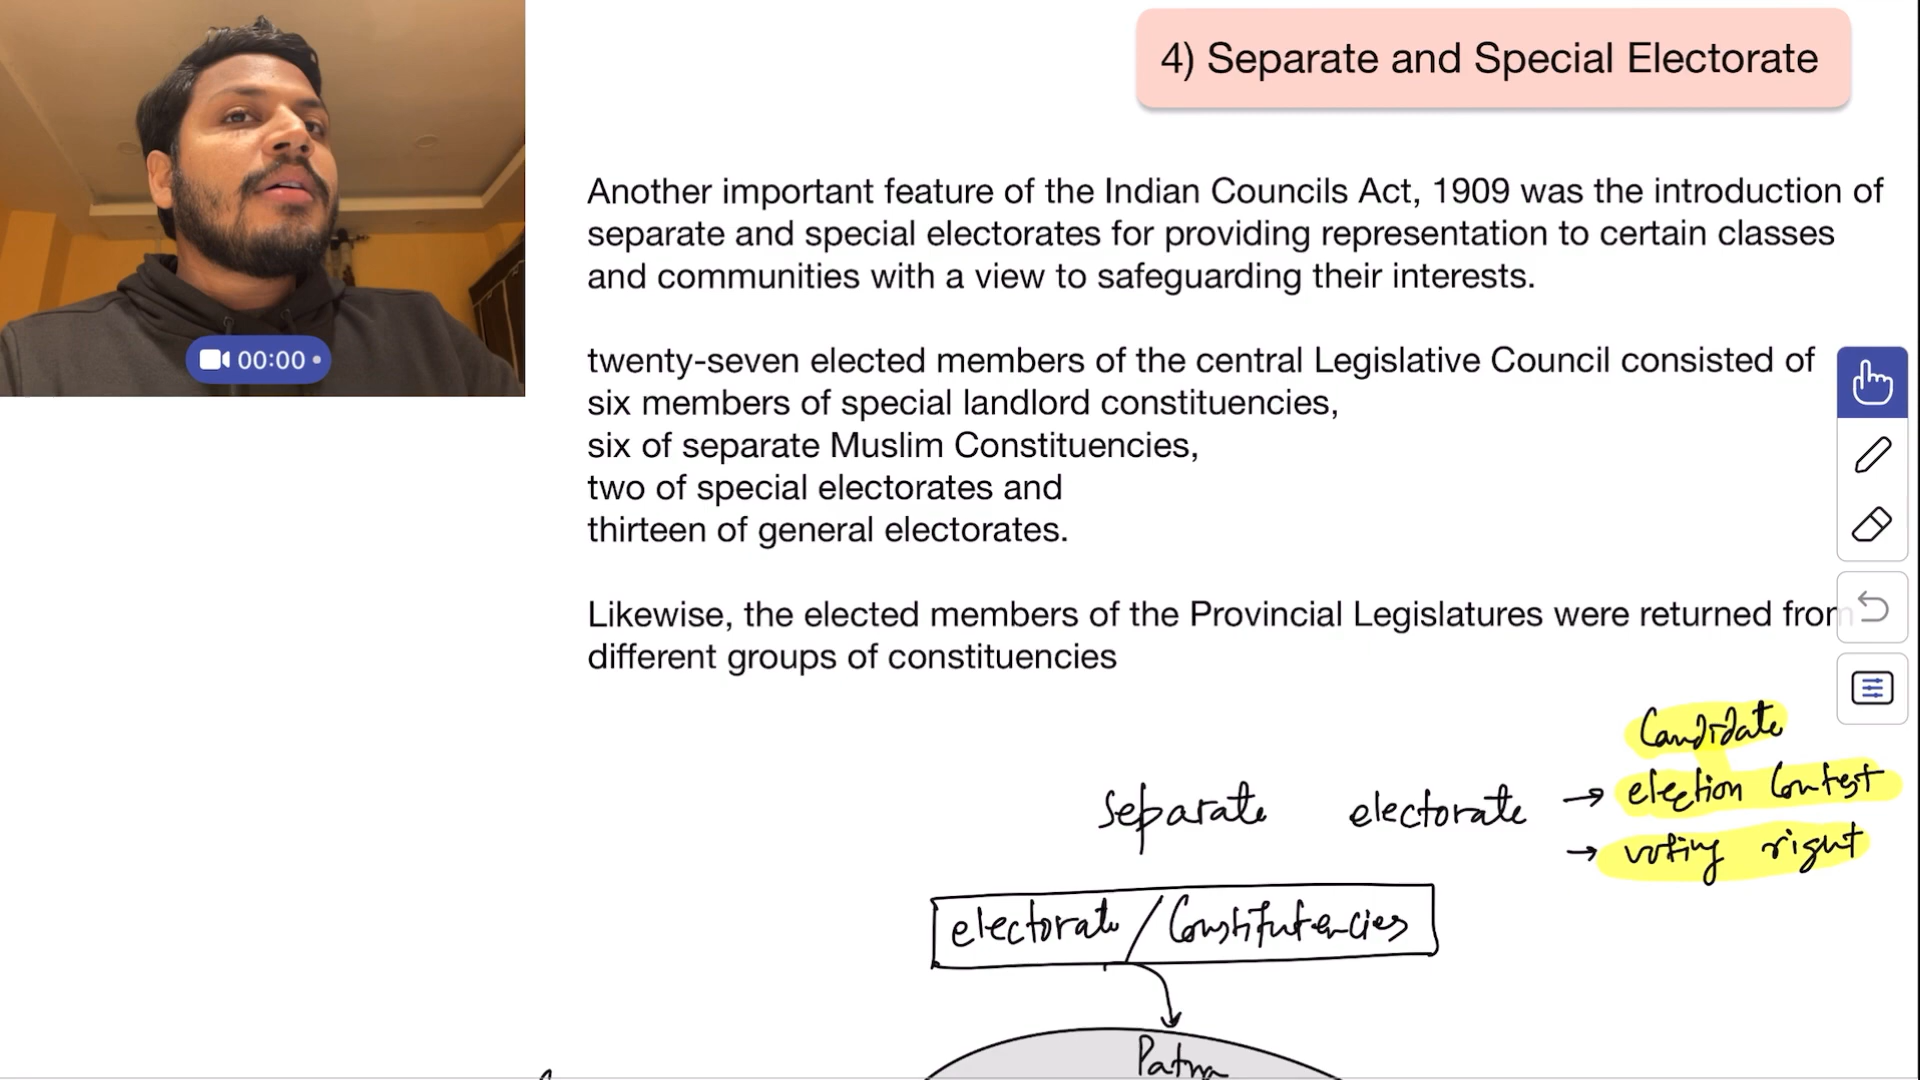 4) Separate and Special Electorate
Another important feature of the Indian Councils Act, 1909 was the introduction of
separate and special electorates for providing representation to certain classes
and communities with a view to safeguarding their interests.
twenty-seven elected members of the central Legislative Council consisted of
six members of special landlord constituencies,
six of separate Muslim Constituencies,
two of special electorates and
thirteen of general electorates.
Likewise, the elected members of the Provincial Legislatures were returned from
different groups of constituencies
00:00
Candidate
Separate electorate → election Contest
→ voting right
electorate / Constitutencies
Patna